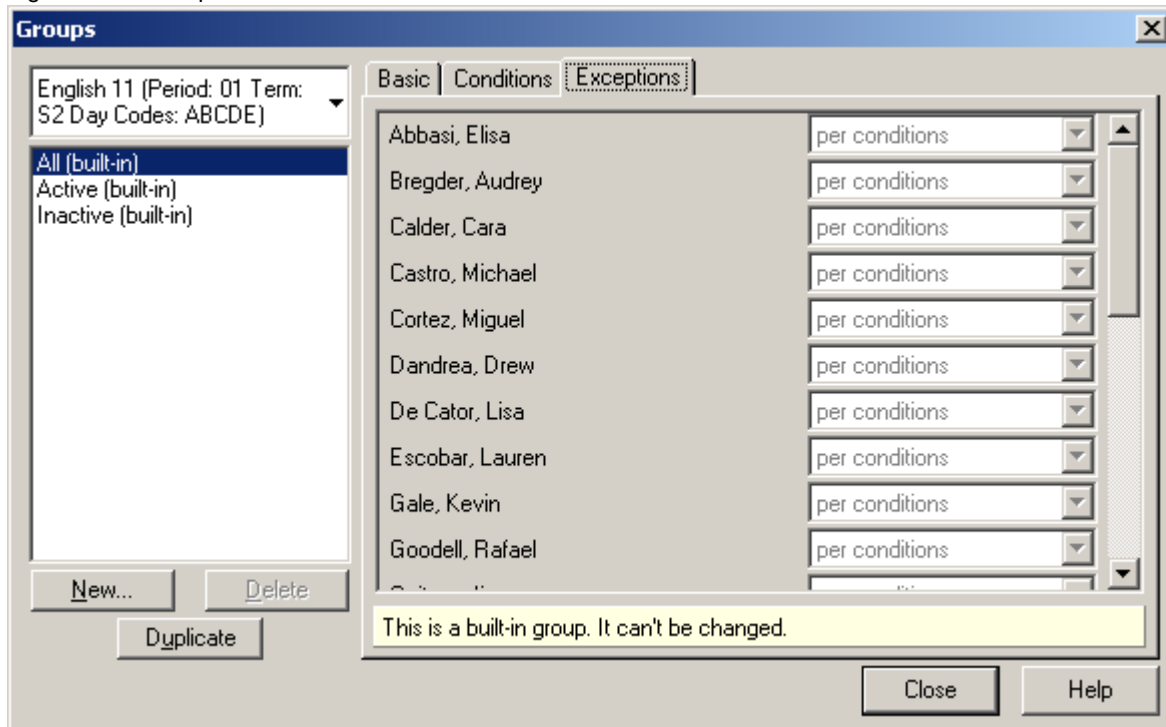 Groups
English 11 (Period: 01 Term:
S2 Day Codes: ABCDE)
All (built-in)
Active (built-in)
Inactive (built-in)
New...
Delete
Duplicate
Basic
Conditions
Exceptions
Abbasi, Elisa per conditions
Bregder, Audrey per conditions
Calder, Cara per conditions
Castro, Michael per conditions
Cortez, Miguel per conditions
Dandrea, Drew per conditions
De Cator, Lisa per conditions
Escobar, Lauren per conditions
Gale, Kevin per conditions
Goodell, Rafael per conditions
This is a built-in group. It can't be changed.
Close
Help